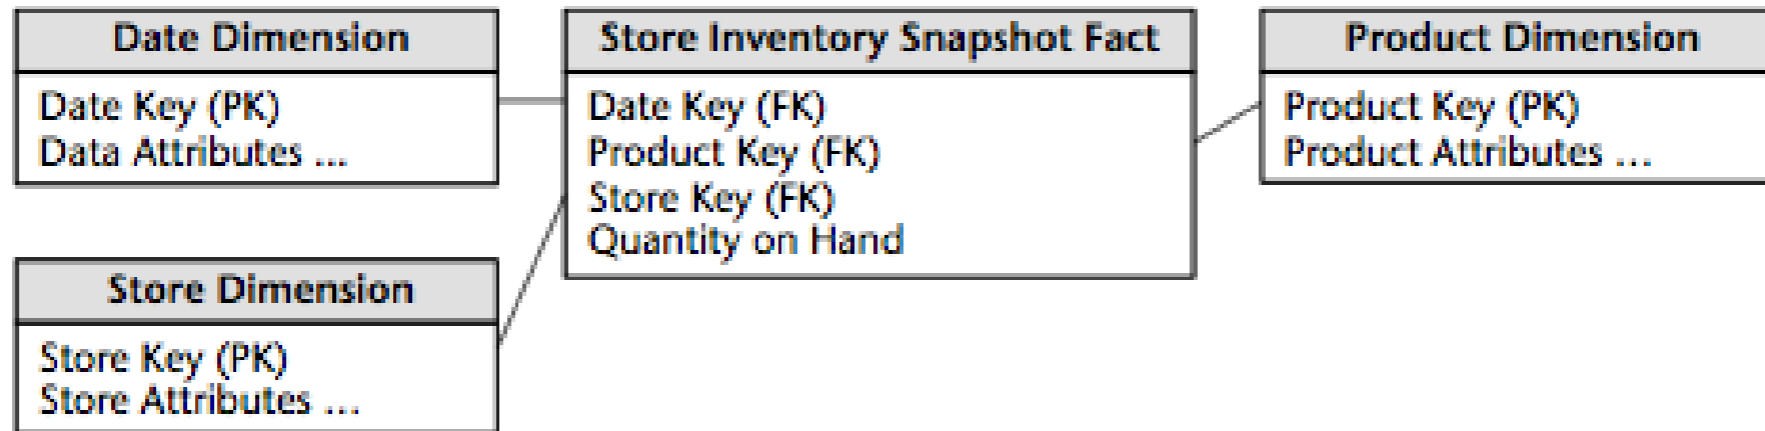 Date Dimension
Date Key (PK)
Data Attributes ...
Store Inventory Snapshot Fact
Date Key (FK)
Product Key (FK)
Store Key (FK)
Quantity on Hand
Product Dimension
Product Key (PK)
Product Attributes ...
Store Dimension
Store Key (PK)
Store Attributes ...